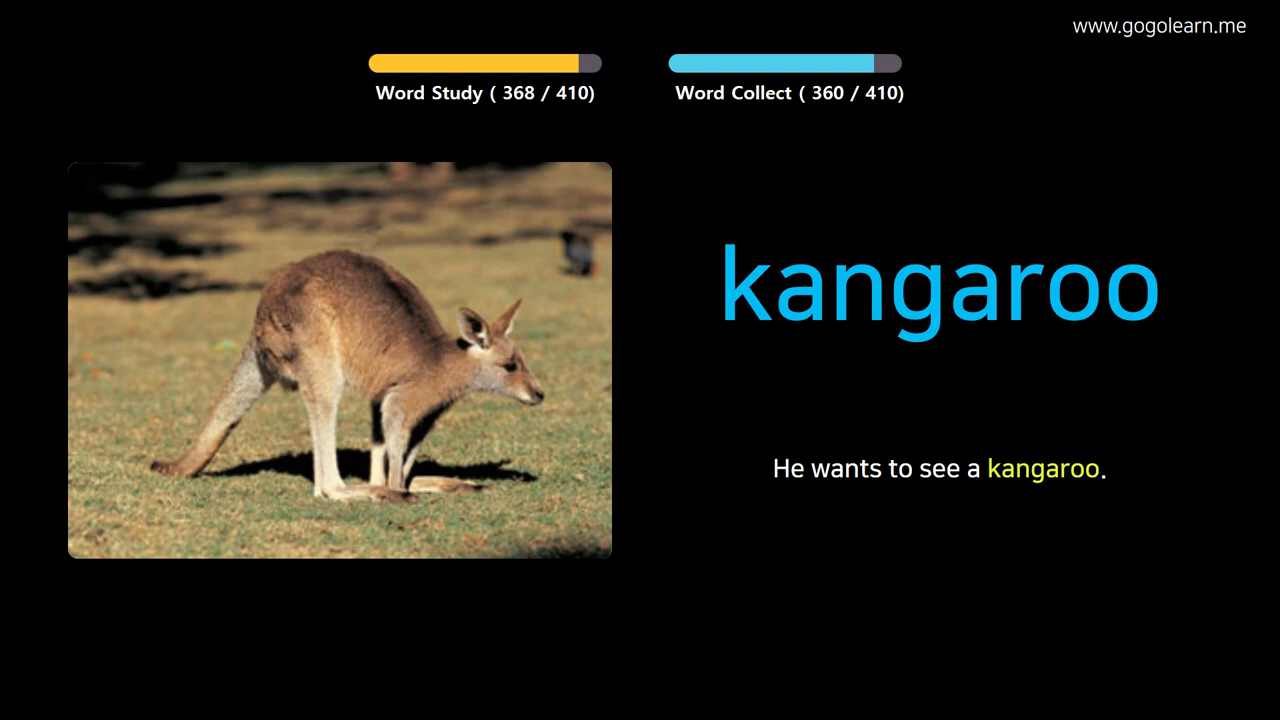 www.gogolearn.me
Word Study ( 368 / 410)
Word Collect ( 360 / 410)
kangaroo
He wants to see a kangaroo.